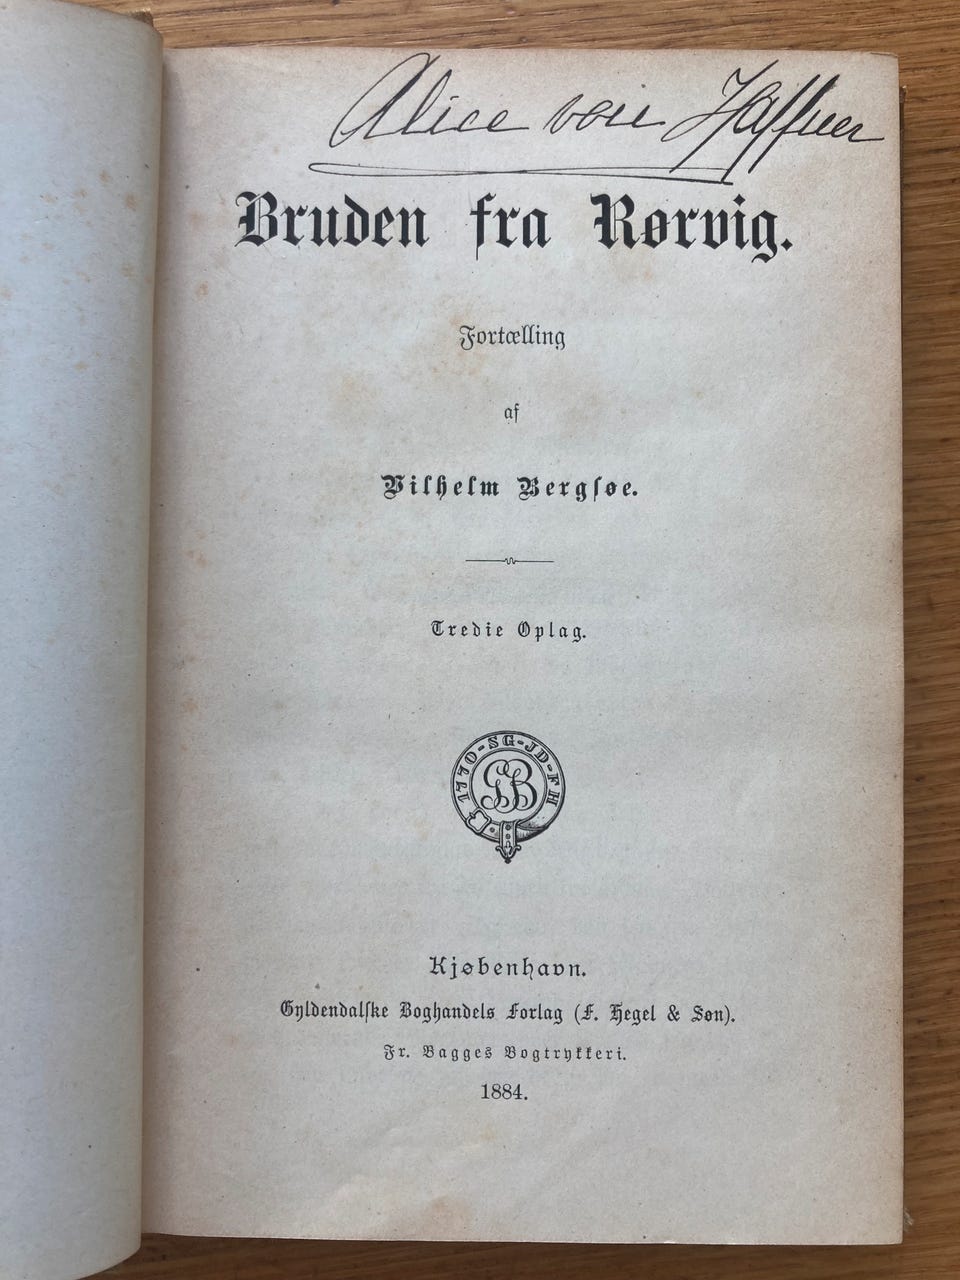 Alice von Haffner
Bruden fra Rørvig.
Fortælling
af
Vilhelm Bergsøe.
Tredie Oplag.
1770-SG-JD-FH
GB
Kjøbenhavn.
Gyldendalske Boghandels Forlag (F. Hegel & Søn).
Fr. Bagges Bogtrykkeri.
1884.